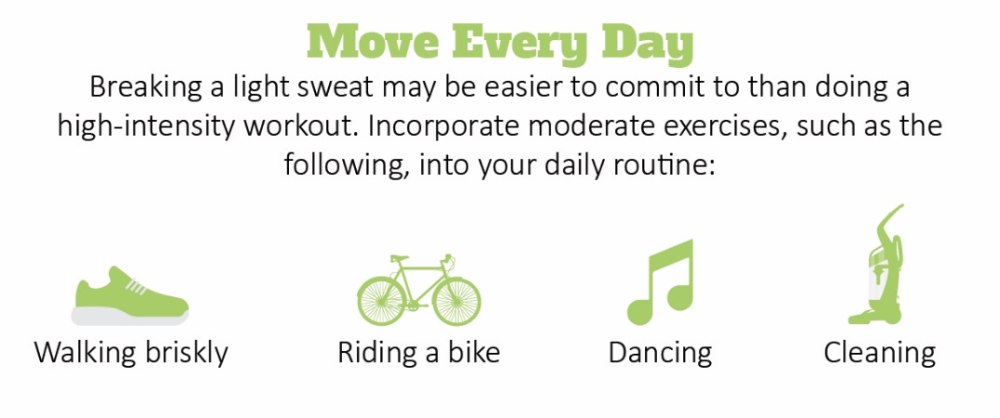 Move Every Day
Breaking a light sweat may be easier to commit to than doing a
high-intensity workout. Incorporate moderate exercises, such as the
following, into your daily routine:
Walking briskly
Riding a bike
Dancing
Cleaning